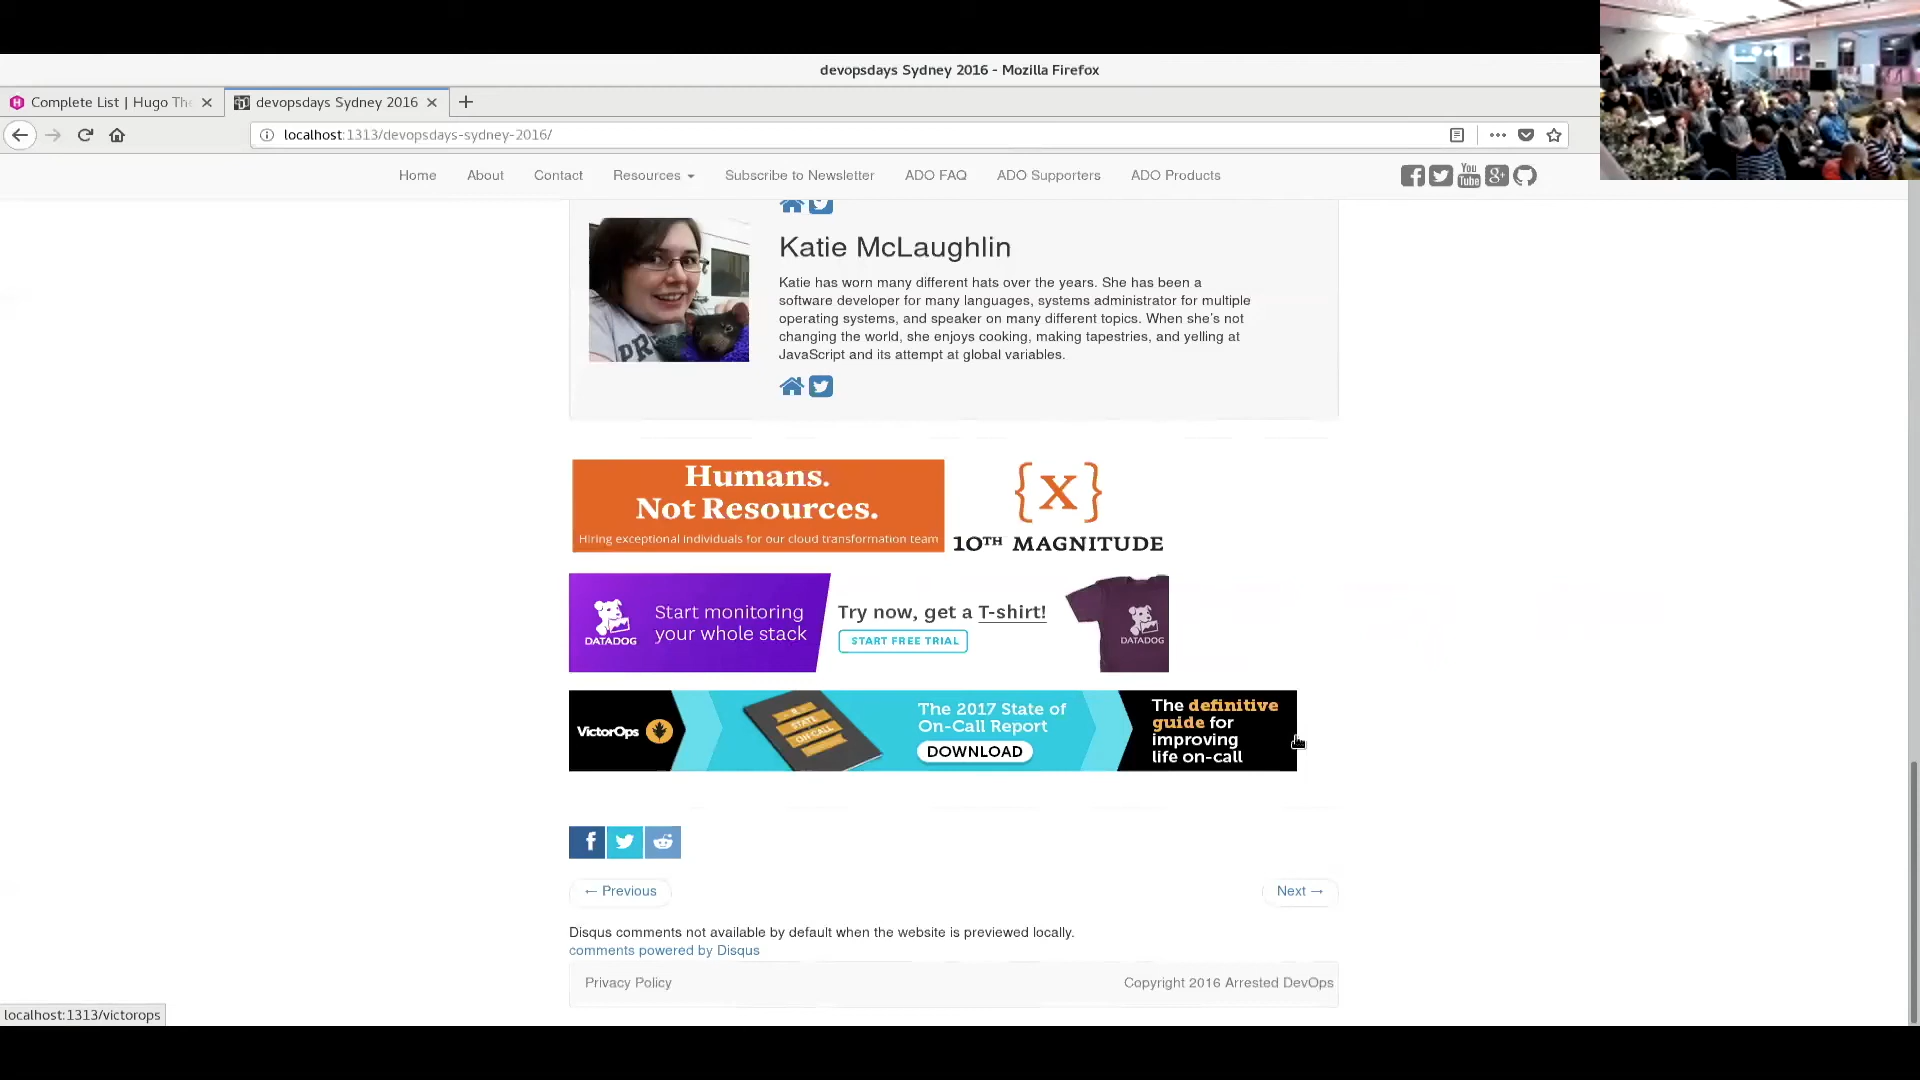 devopsdays Sydney 2016 - Mozilla Firefox
Complete List | Hugo The
devopsdays Sydney 2016
localhost:1313/devopsdays-sydney-2016/
Home About Contact Resources Subscribe to Newsletter ADO FAQ ADO Supporters ADO Products
You Tube
Katie McLaughlin
Katie has worn many different hats over the years. She has been a
software developer for many languages, systems administrator for multiple
operating systems, and speaker on many different topics. When she's not
changing the world, she enjoys cooking, making tapestries, and yelling at
JavaScript and its attempt at global variables.
Humans.
Not Resources.
Hiring exceptional individuals for our cloud transformation team
{X}
10TH MAGNITUDE
DATADOG
Start monitoring
your whole stack
Try now, get a T-shirt!
START FREE TRIAL
DATADOG
VictorOps
STATE
ON CALL
The 2017 State of
On-Call Report
DOWNLOAD
The definitive
guide for
improving
life on-call
← Previous
Next →
Disqus comments not available by default when the website is previewed locally.
comments powered by Disqus
Privacy Policy
Copyright 2016 Arrested DevOps
localhost:1313/victorops